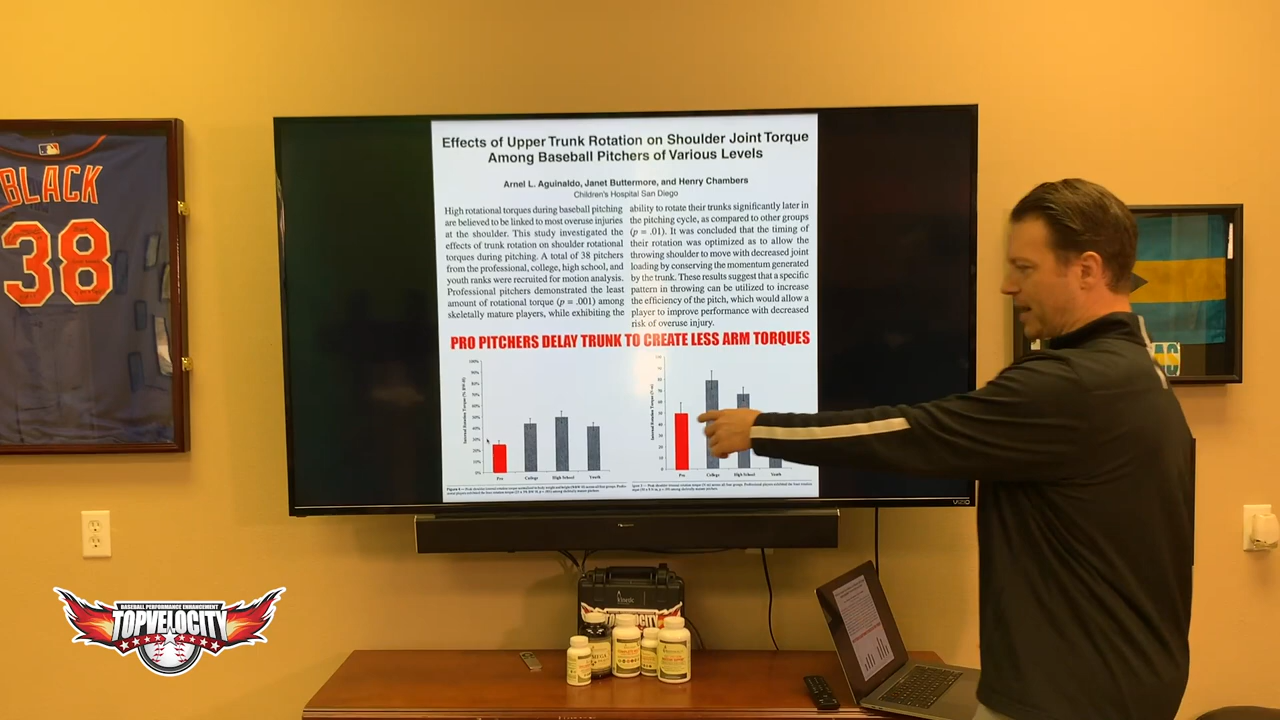 BLACK
38
Effects of Upper Trunk Rotation on Shoulder Joint Torque
Among Baseball Pitchers of Various Levels
Arnel L. Aguinaldo, Janet Buttermore, and Henry Chambers
Children's Hospital San Diego
High rotational torques during baseball pitching
are believed to be linked to most overuse injuries
at the shoulder. This study investigated the
effects of trunk rotation on shoulder rotational
torques during pitching. A total of 38 pitchers
from the professional, college, high school, and
youth ranks were recruited for motion analysis.
Professional pitchers demonstrated the least
amount of rotational torque (p = .001) among
skeletally mature players, while exhibiting the
ability to rotate their trunks significantly later in
the pitching cycle, as compared to other groups
(p = .01). It was concluded that the timing of
their rotation was optimized as to allow the
throwing shoulder to move with decreased joint
loading by conserving the momentum generated
by the trunk. These results suggest that a specific
pattern in throwing can be utilized to increase
the efficiency of the pitch, which would allow a
player to improve performance with decreased
risk of overuse injury.
PRO PITCHERS DELAY TRUNK TO CREATE LESS ARM TORQUES
Pro College High School Youth
Pro College High School Youth
VIZIO
BASEBALL PERFORMANCE ENHANCEMENT
TOPVELOCITY